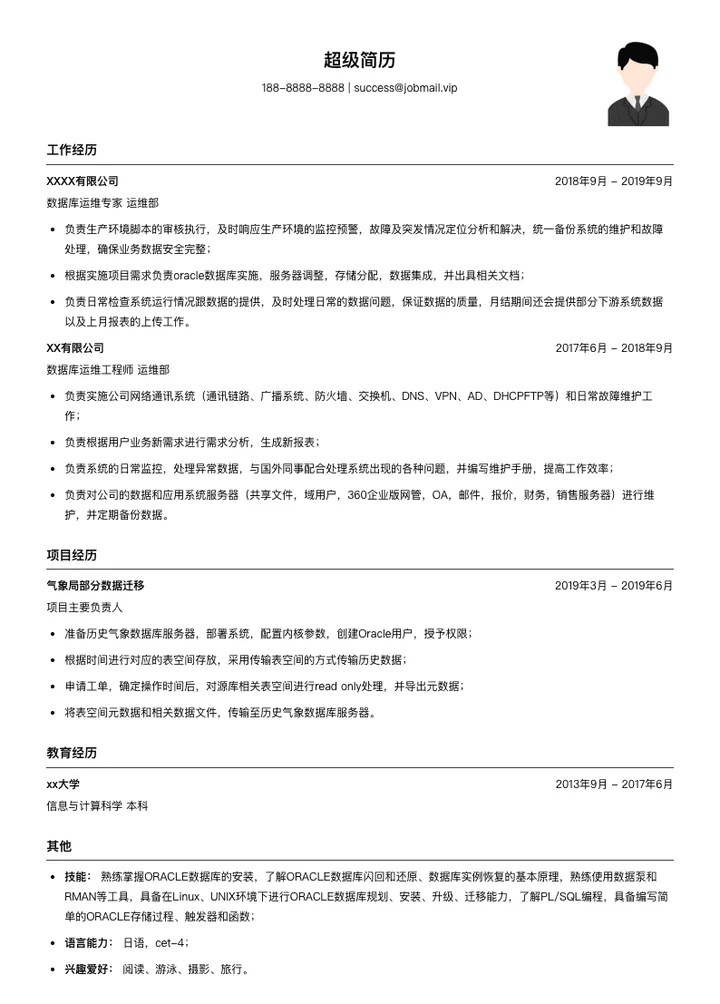 超级简历
188-8888-8888 | success@jobmail.vip
工作经历
XXXX有限公司 2018年9月 - 2019年9月
数据库运维专家 运维部
• 负责生产环境脚本的审核执行，及时响应生产环境的监控预警，故障及突发情况定位分析和解决，统一备份系统的维护和故障
处理，确保业务数据安全完整；
• 根据实施项目需求负责oracle数据库实施，服务器调整，存储分配，数据集成，并出具相关文档；
• 负责日常检查系统运行情况跟数据的提供，及时处理日常的数据问题，保证数据的质量，月结期间还会提供部分下游系统数据
以及上月报表的上传工作。
XX有限公司 2017年6月 - 2018年9月
数据库运维工程师 运维部
• 负责实施公司网络通讯系统（通讯链路、广播系统、防火墙、交换机、DNS、VPN、AD、DHCPFTP等）和日常故障维护工
作；
• 负责根据用户业务新需求进行需求分析，生成新报表；
• 负责系统的日常监控，处理异常数据，与国外同事配合处理系统出现的各种问题，并编写维护手册，提高工作效率；
• 负责对公司的数据和应用系统服务器（共享文件，域用户，360企业版网管，OA，邮件，报价，财务，销售服务器）进行维
护，并定期备份数据。
项目经历
气象局部分数据迁移 2019年3月 - 2019年6月
项目主要负责人
• 准备历史气象数据库服务器，部署系统，配置内核参数，创建Oracle用户，授予权限；
• 根据时间进行对应的表空间存放，采用传输表空间的方式传输历史数据；
• 申请工单，确定操作时间后，对源库相关表空间进行read only处理，并导出元数据；
• 将表空间元数据和相关数据文件，传输至历史气象数据库服务器。
教育经历
xx大学 2013年9月 - 2017年6月
信息与计算科学 本科
其他
• 技能： 熟练掌握ORACLE数据库的安装，了解ORACLE数据库闪回和还原、数据库实例恢复的基本原理，熟练使用数据泵和
RMAN等工具，具备在Linux、UNIX环境下进行ORACLE数据库规划、安装、升级、迁移能力，了解PL/SQL编程，具备编写简
单的ORACLE存储过程、触发器和函数；
• 语言能力： 日语，cet-4；
• 兴趣爱好： 阅读、游泳、摄影、旅行。